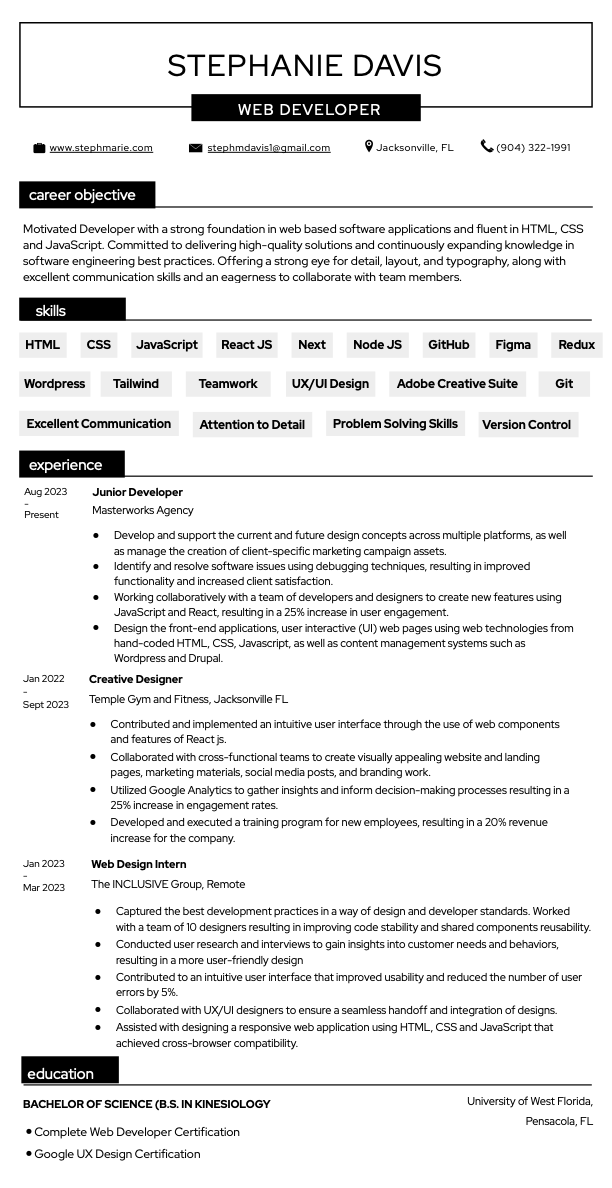 STEPHANIE DAVIS
WEB DEVELOPER
www.stephmarie.com stephmdavis1@gmail.com Jacksonville, FL (904) 322-1991
career objective
Motivated Developer with a strong foundation in web based software applications and fluent in HTML, CSS
and JavaScript. Committed to delivering high-quality solutions and continuously expanding knowledge in
software engineering best practices. Offering a strong eye for detail, layout, and typography, along with
excellent communication skills and an eagerness to collaborate with team members.
skills
HTML CSS JavaScript React JS Next Node JS GitHub Figma Redux
Wordpress Tailwind Teamwork UX/UI Design Adobe Creative Suite Git
Excellent Communication Attention to Detail Problem Solving Skills Version Control
experience
Aug 2023
-
Present
Junior Developer
Masterworks Agency
● Develop and support the current and future design concepts across multiple platforms, as well
as manage the creation of client-specific marketing campaign assets.
● Identify and resolve software issues using debugging techniques, resulting in improved
functionality and increased client satisfaction.
● Working collaboratively with a team of developers and designers to create new features using
JavaScript and React, resulting in a 25% increase in user engagement.
● Design the front-end applications, user interactive (UI) web pages using web technologies from
hand-coded HTML, CSS, Javascript, as well as content management systems such as
Wordpress and Drupal.
Jan 2022
-
Sept 2023
Creative Designer
Temple Gym and Fitness, Jacksonville FL
● Contributed and implemented an intuitive user interface through the use of web components
and features of React js.
● Collaborated with cross-functional teams to create visually appealing website and landing
pages, marketing materials, social media posts, and branding work.
● Utilized Google Analytics to gather insights and inform decision-making processes resulting in a
25% increase in engagement rates.
● Developed and executed a training program for new employees, resulting in a 20% revenue
increase for the company.
Jan 2023
-
Mar 2023
Web Design Intern
The INCLUSIVE Group, Remote
● Captured the best development practices in a way of design and developer standards. Worked
with a team of 10 designers resulting in improving code stability and shared components reusability.
● Conducted user research and interviews to gain insights into customer needs and behaviors,
resulting in a more user-friendly design
● Contributed to an intuitive user interface that improved usability and reduced the number of user
errors by 5%.
● Collaborated with UX/UI designers to ensure a seamless handoff and integration of designs.
● Assisted with designing a responsive web application using HTML, CSS and JavaScript that
achieved cross-browser compatibility.
education
BACHELOR OF SCIENCE (B.S. IN KINESIOLOGY
University of West Florida,
Pensacola, FL
● Complete Web Developer Certification
● Google UX Design Certification